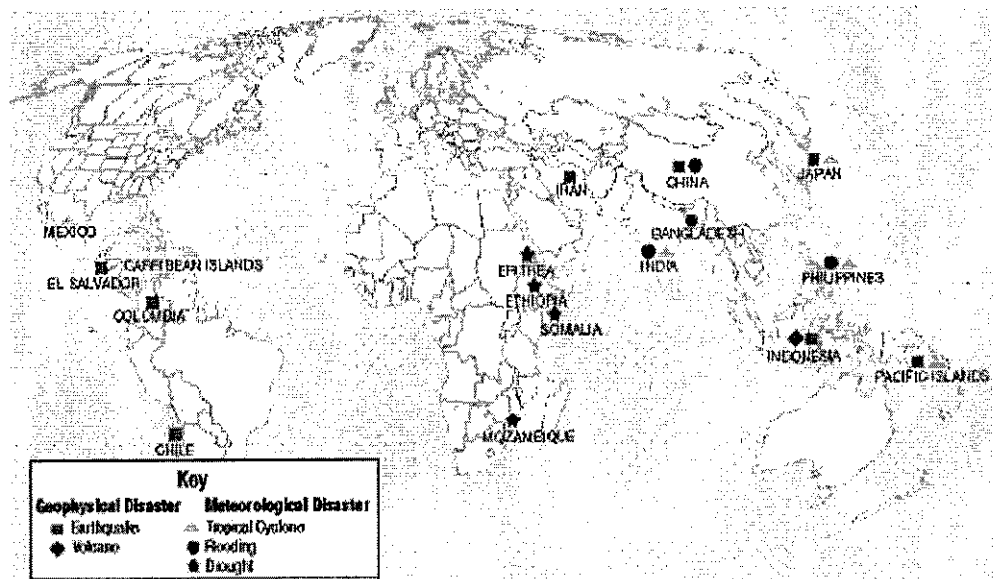 IRAN
CHINA
JAPAN
MEXICO
BANGLADESH
CARIBBEAN ISLANDS
EL SALVADOR
ERITREA
INDIA
PHILIPPINES
ETHIOPIA
COLOMBIA
SOMALIA
INDONESIA
PACIFIC ISLANDS
MOZAMBIQUE
CHILE
Key
Geophysical Disaster Meteorological Disaster
Earthquake Tropical Cyclone
Volcano Flooding
Drought